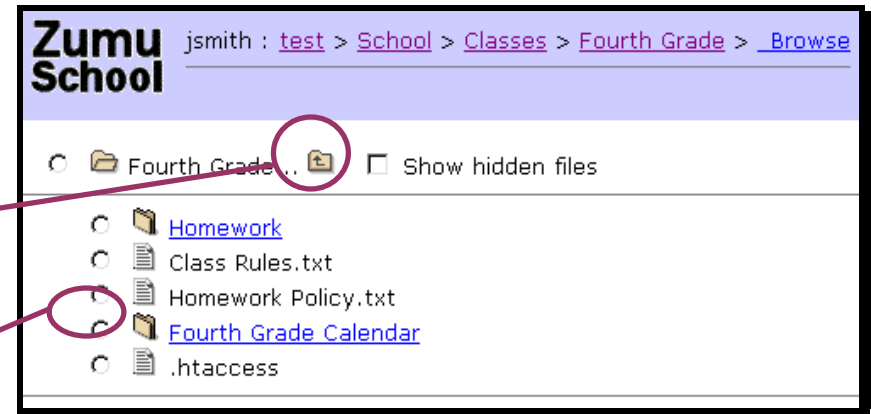 Zumu
School
jsmith : test > School > Classes > Fourth Grade > _Browse
Fourth Grade .. Show hidden files
Homework
Class Rules.txt
Homework Policy.txt
Fourth Grade Calendar
.htaccess